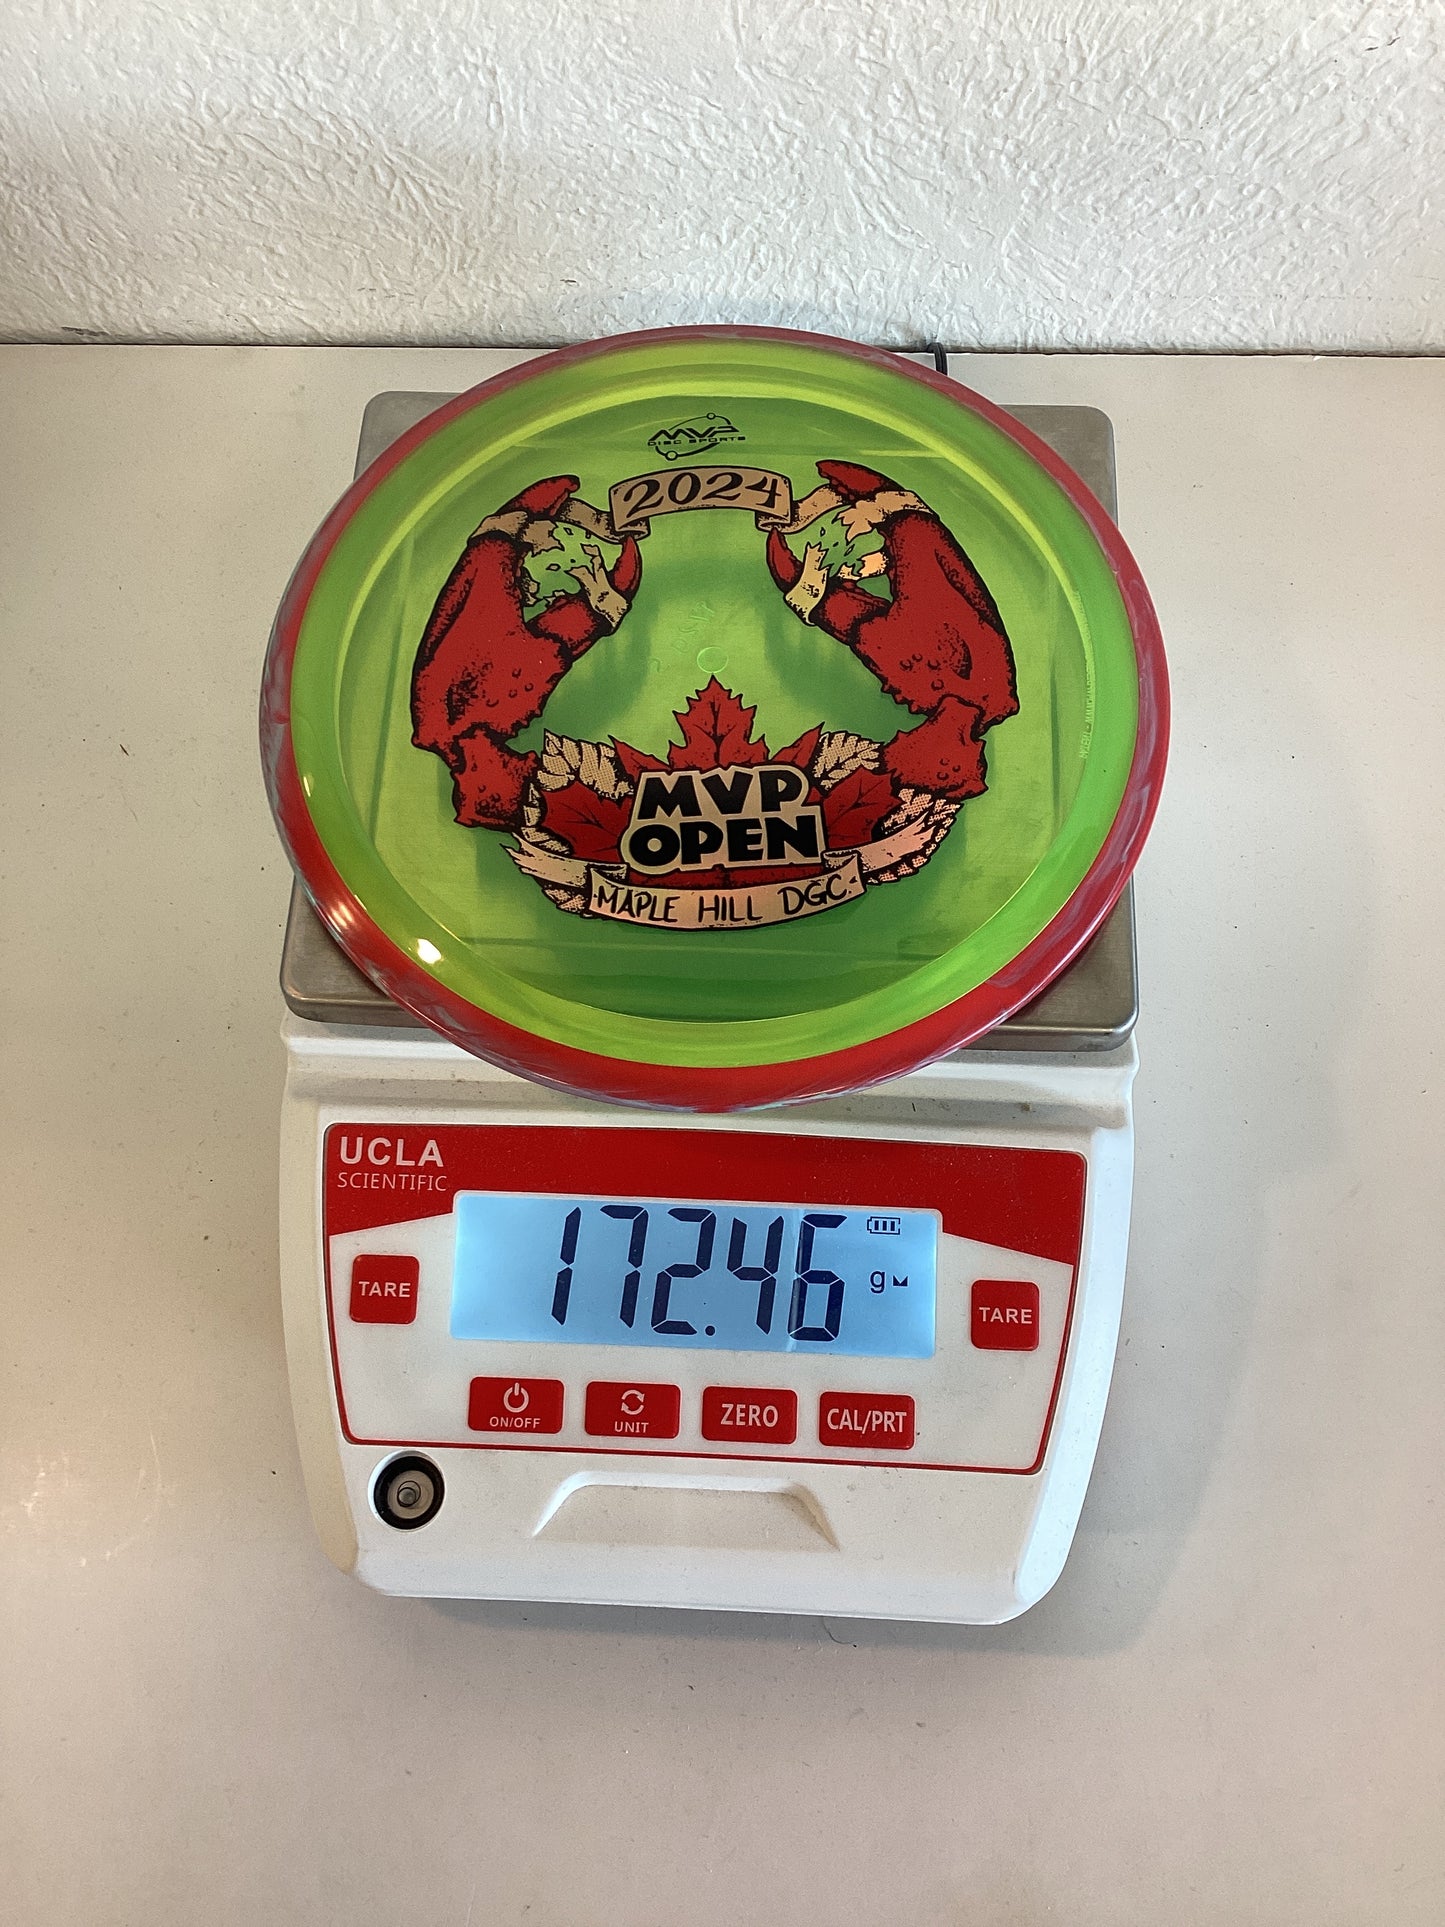 MVP
DISC SPORTS
2024
MVP
OPEN
MAPLE HILL DGC.
UCLA
SCIENTIFIC
172.46
g
TARE
TARE
ON/OFF
UNIT
ZERO
CAL/PRT